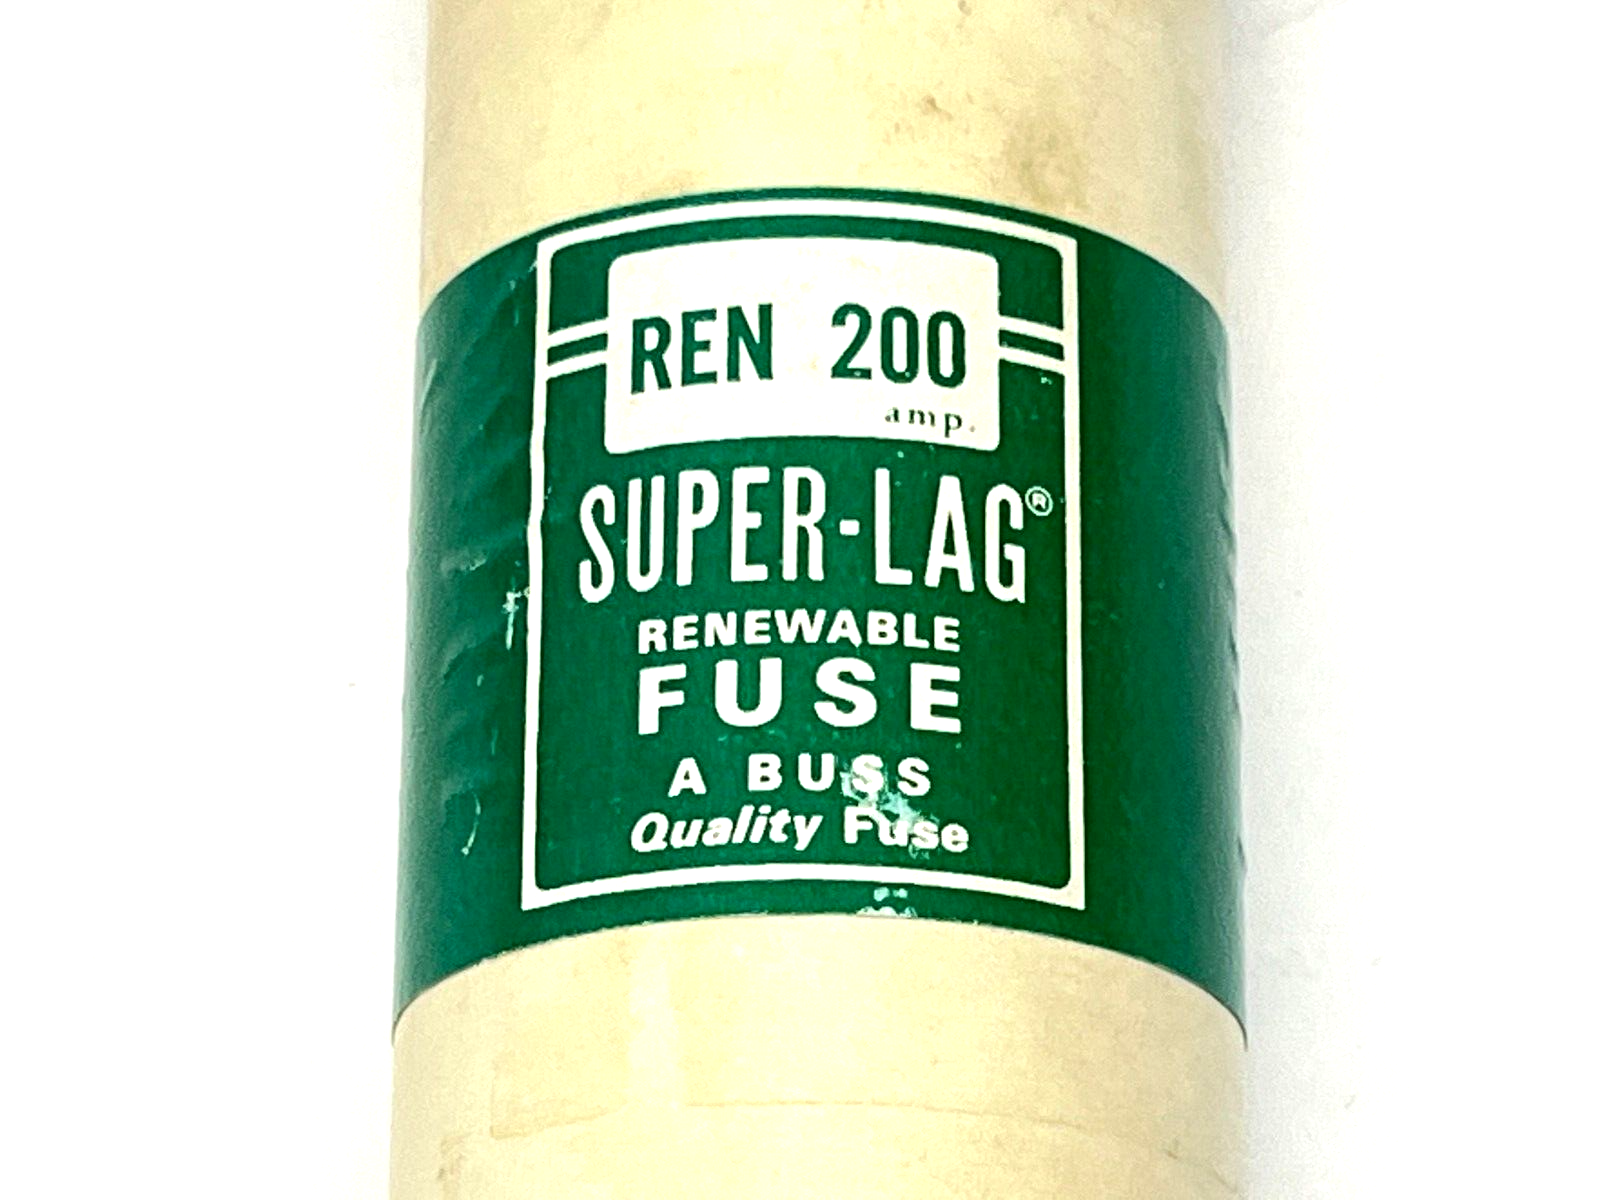 REN 200
amp.
SUPER-LAG®
RENEWABLE
FUSE
A BUSS
Quality Fuse